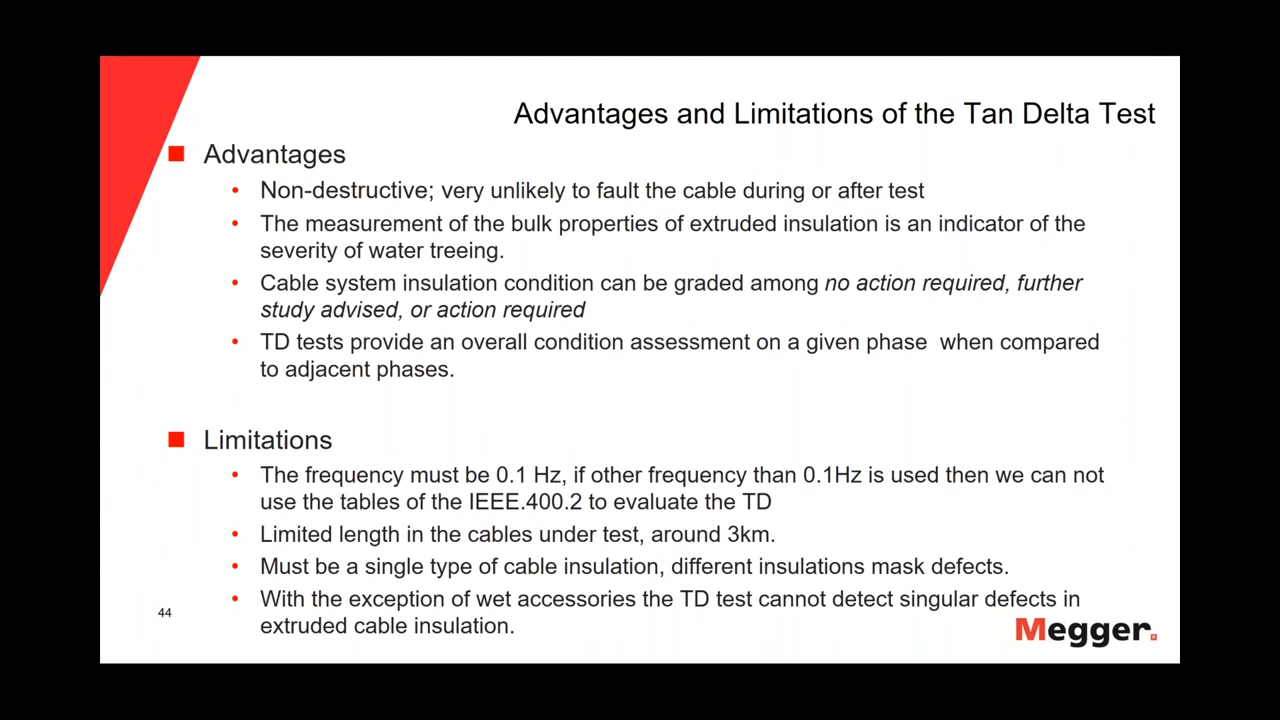 Advantages and Limitations of the Tan Delta Test
Advantages
Non-destructive; very unlikely to fault the cable during or after test
The measurement of the bulk properties of extruded insulation is an indicator of the
severity of water treeing.
Cable system insulation condition can be graded among no action required, further
study advised, or action required
TD tests provide an overall condition assessment on a given phase when compared
to adjacent phases.
Limitations
The frequency must be 0.1 Hz, if other frequency than 0.1Hz is used then we can not
use the tables of the IEEE.400.2 to evaluate the TD
Limited length in the cables under test, around 3km.
Must be a single type of cable insulation, different insulations mask defects.
With the exception of wet accessories the TD test cannot detect singular defects in
extruded cable insulation.
44
Megger.